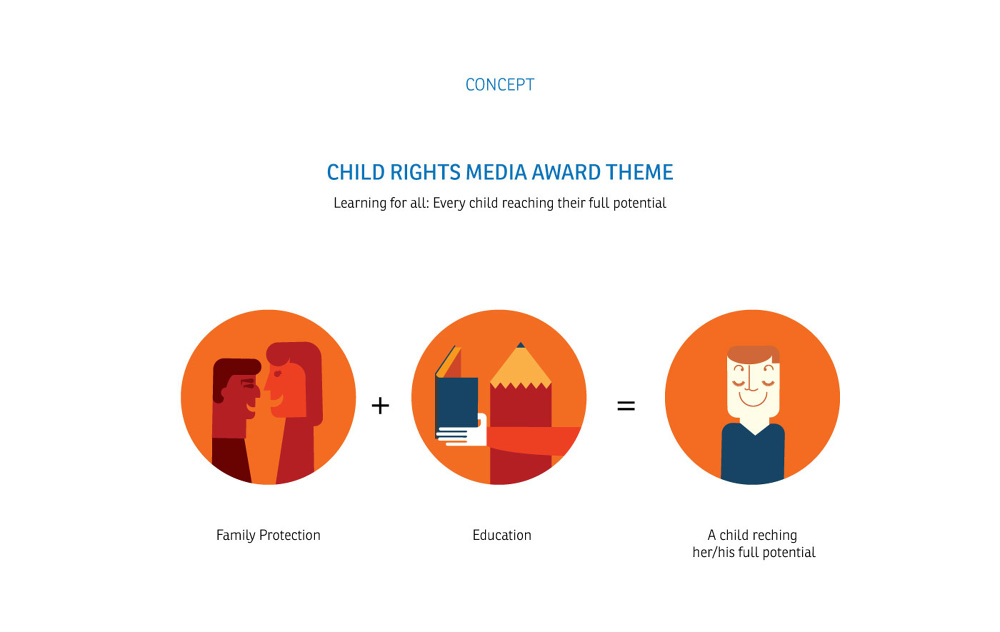 CONCEPT
CHILD RIGHTS MEDIA AWARD THEME
Learning for all: Every child reaching their full potential
+
=
Family Protection
Education
A child reching
her/his full potential